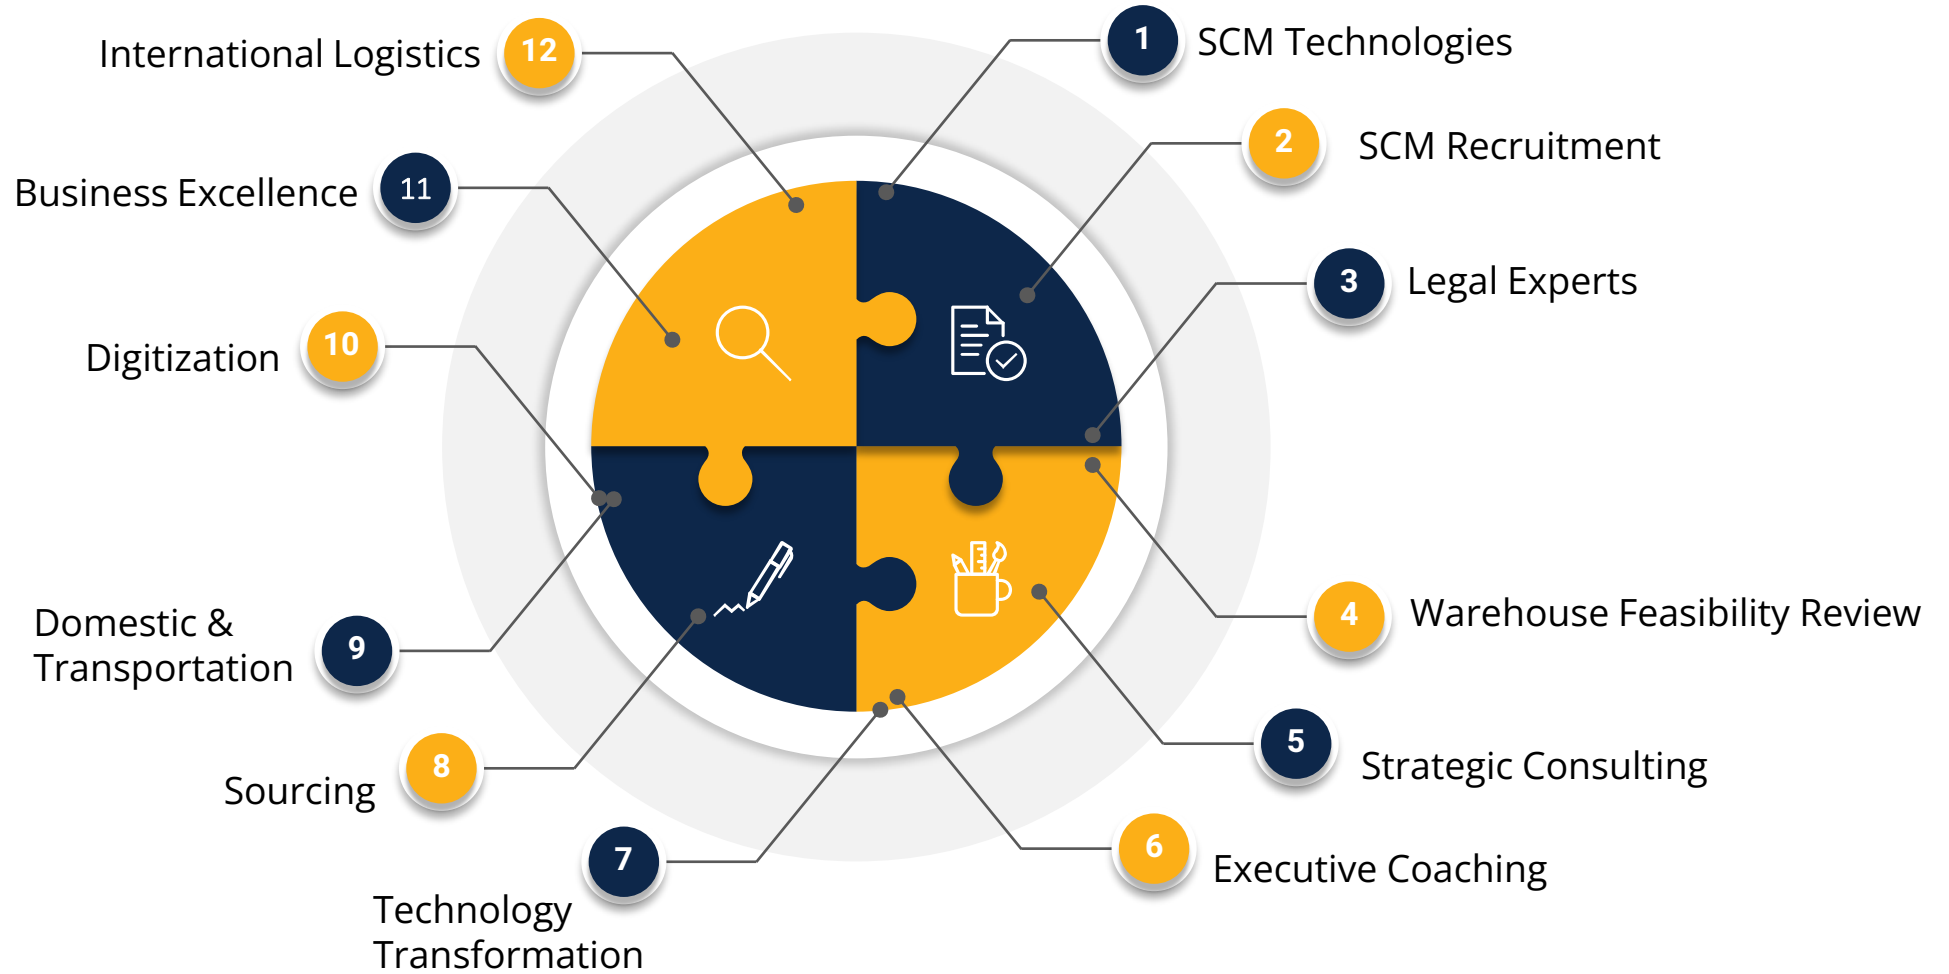 1
SCM Technologies
2
SCM Recruitment
3
Legal Experts
4
Warehouse Feasibility Review
5
Strategic Consulting
6
Executive Coaching
7
Technology
Transformation
8
Sourcing
9
Domestic &
Transportation
10
Digitization
11
Business Excellence
12
International Logistics